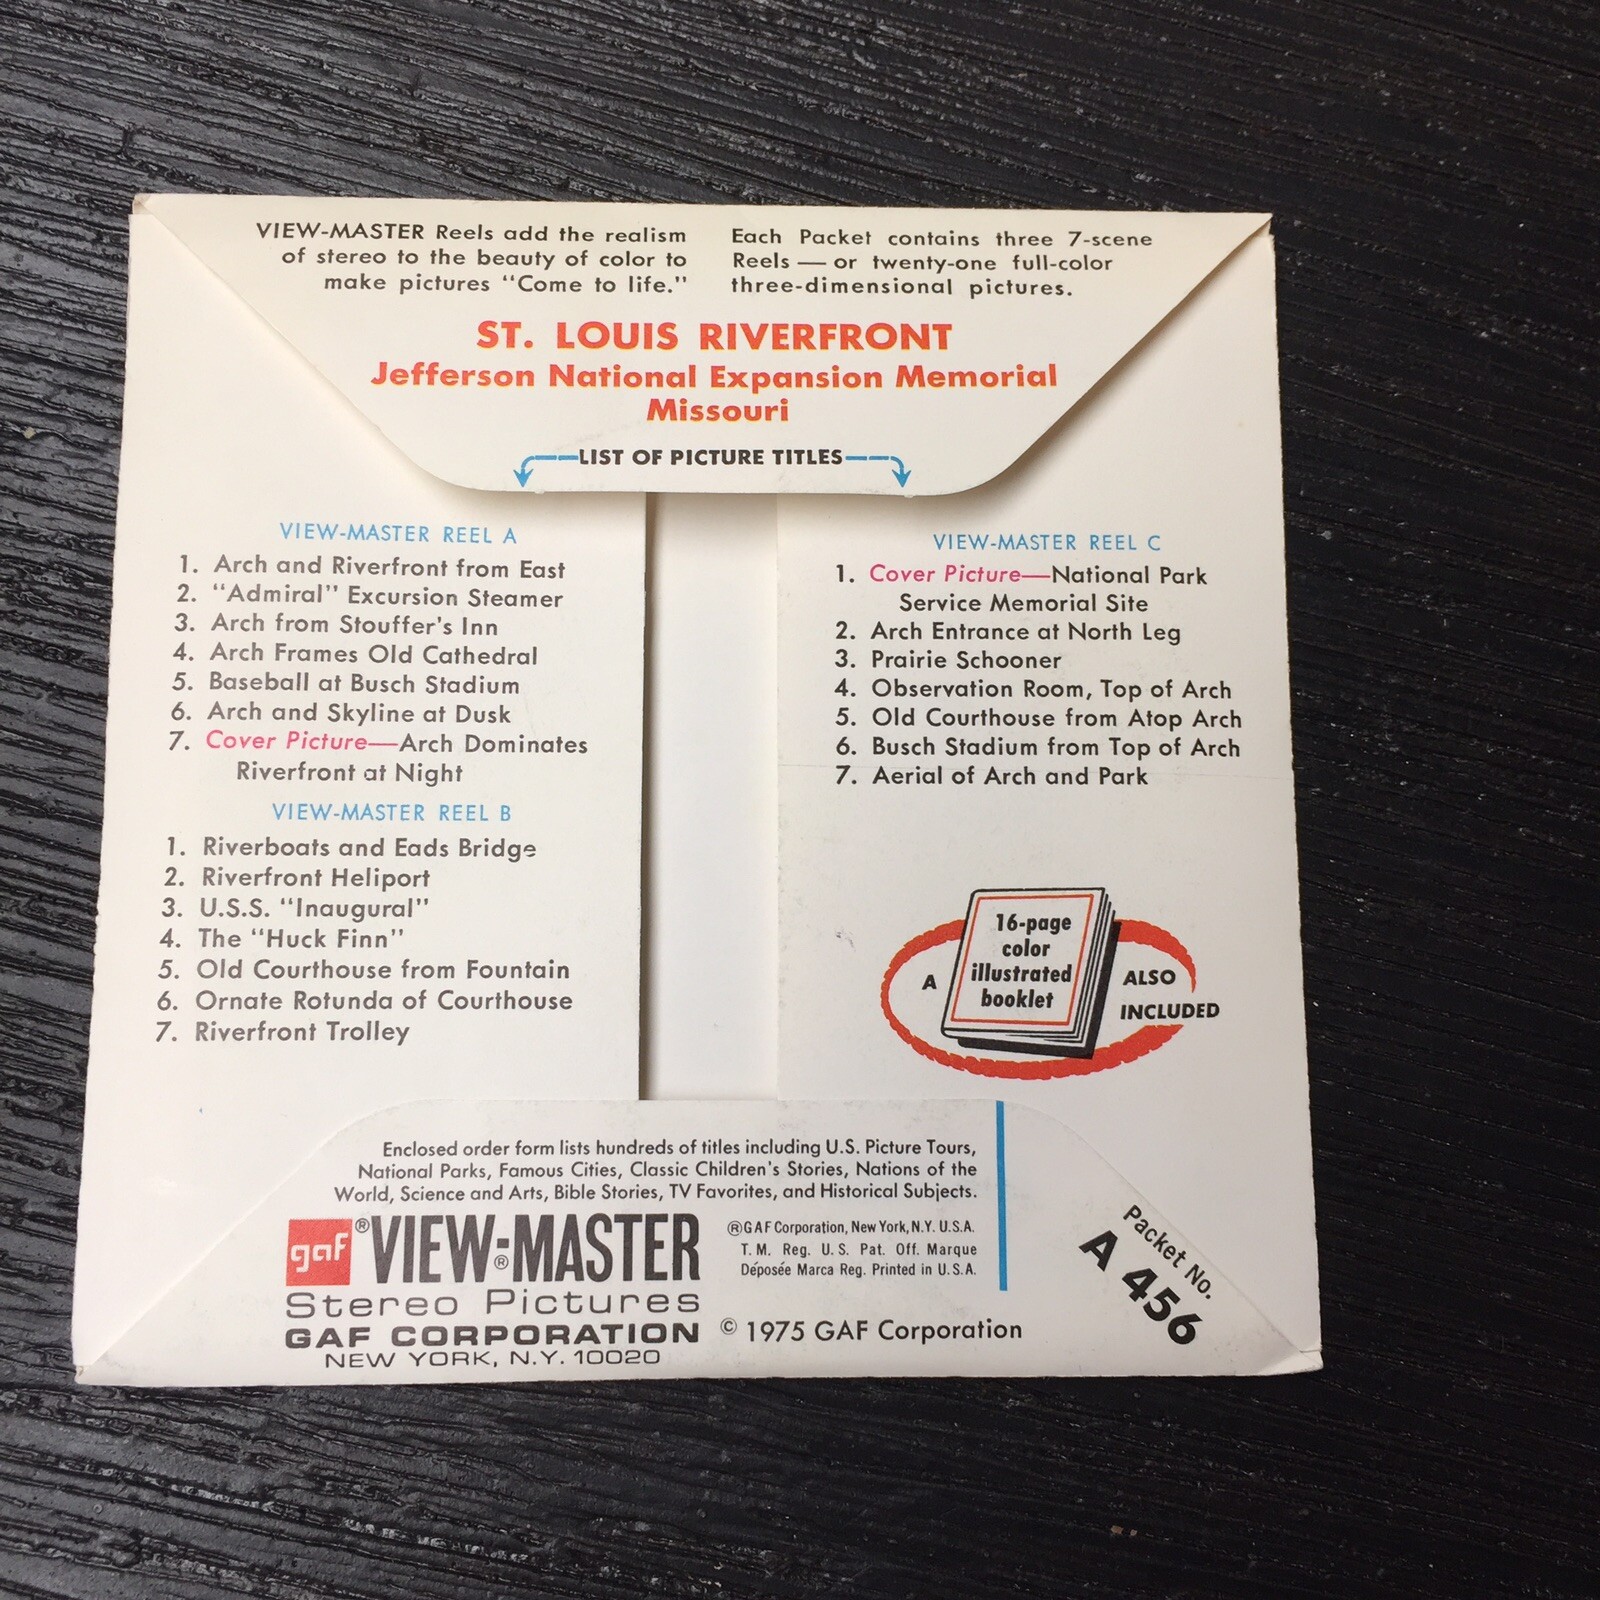 VIEW-MASTER Reels add the realism
of stereo to the beauty of color to
make pictures "Come to life."
Each Packet contains three 7-scene
Reels — or twenty-one full-color
three-dimensional pictures.
ST. LOUIS RIVERFRONT
Jefferson National Expansion Memorial
Missouri
LIST OF PICTURE TITLES
VIEW-MASTER REEL A
1. Arch and Riverfront from East
2. "Admiral" Excursion Steamer
3. Arch from Stouffer's Inn
4. Arch Frames Old Cathedral
5. Baseball at Busch Stadium
6. Arch and Skyline at Dusk
7. Cover Picture—Arch Dominates
Riverfront at Night
VIEW-MASTER REEL B
1. Riverboats and Eads Bridge
2. Riverfront Heliport
3. U.S.S. "Inaugural"
4. The "Huck Finn"
5. Old Courthouse from Fountain
6. Ornate Rotunda of Courthouse
7. Riverfront Trolley
VIEW-MASTER REEL C
1. Cover Picture—National Park
Service Memorial Site
2. Arch Entrance at North Leg
3. Prairie Schooner
4. Observation Room, Top of Arch
5. Old Courthouse from Atop Arch
6. Busch Stadium from Top of Arch
7. Aerial of Arch and Park
A
16-page
color
illustrated
booklet
ALSO
INCLUDED
Enclosed order form lists hundreds of titles including U.S. Picture Tours,
National Parks, Famous Cities, Classic Children's Stories, Nations of the
World, Science and Arts, Bible Stories, TV Favorites, and Historical Subjects.
gaf® VIEW-MASTER®
Stereo Pictures
GAF CORPORATION
NEW YORK, N.Y. 10020
®GAF Corporation, New York, N.Y. U.S.A.
T. M. Reg. U. S. Pat. Off. Marque
Déposée Marca Reg. Printed in U.S.A.
© 1975 GAF Corporation
Packet No.
A 456